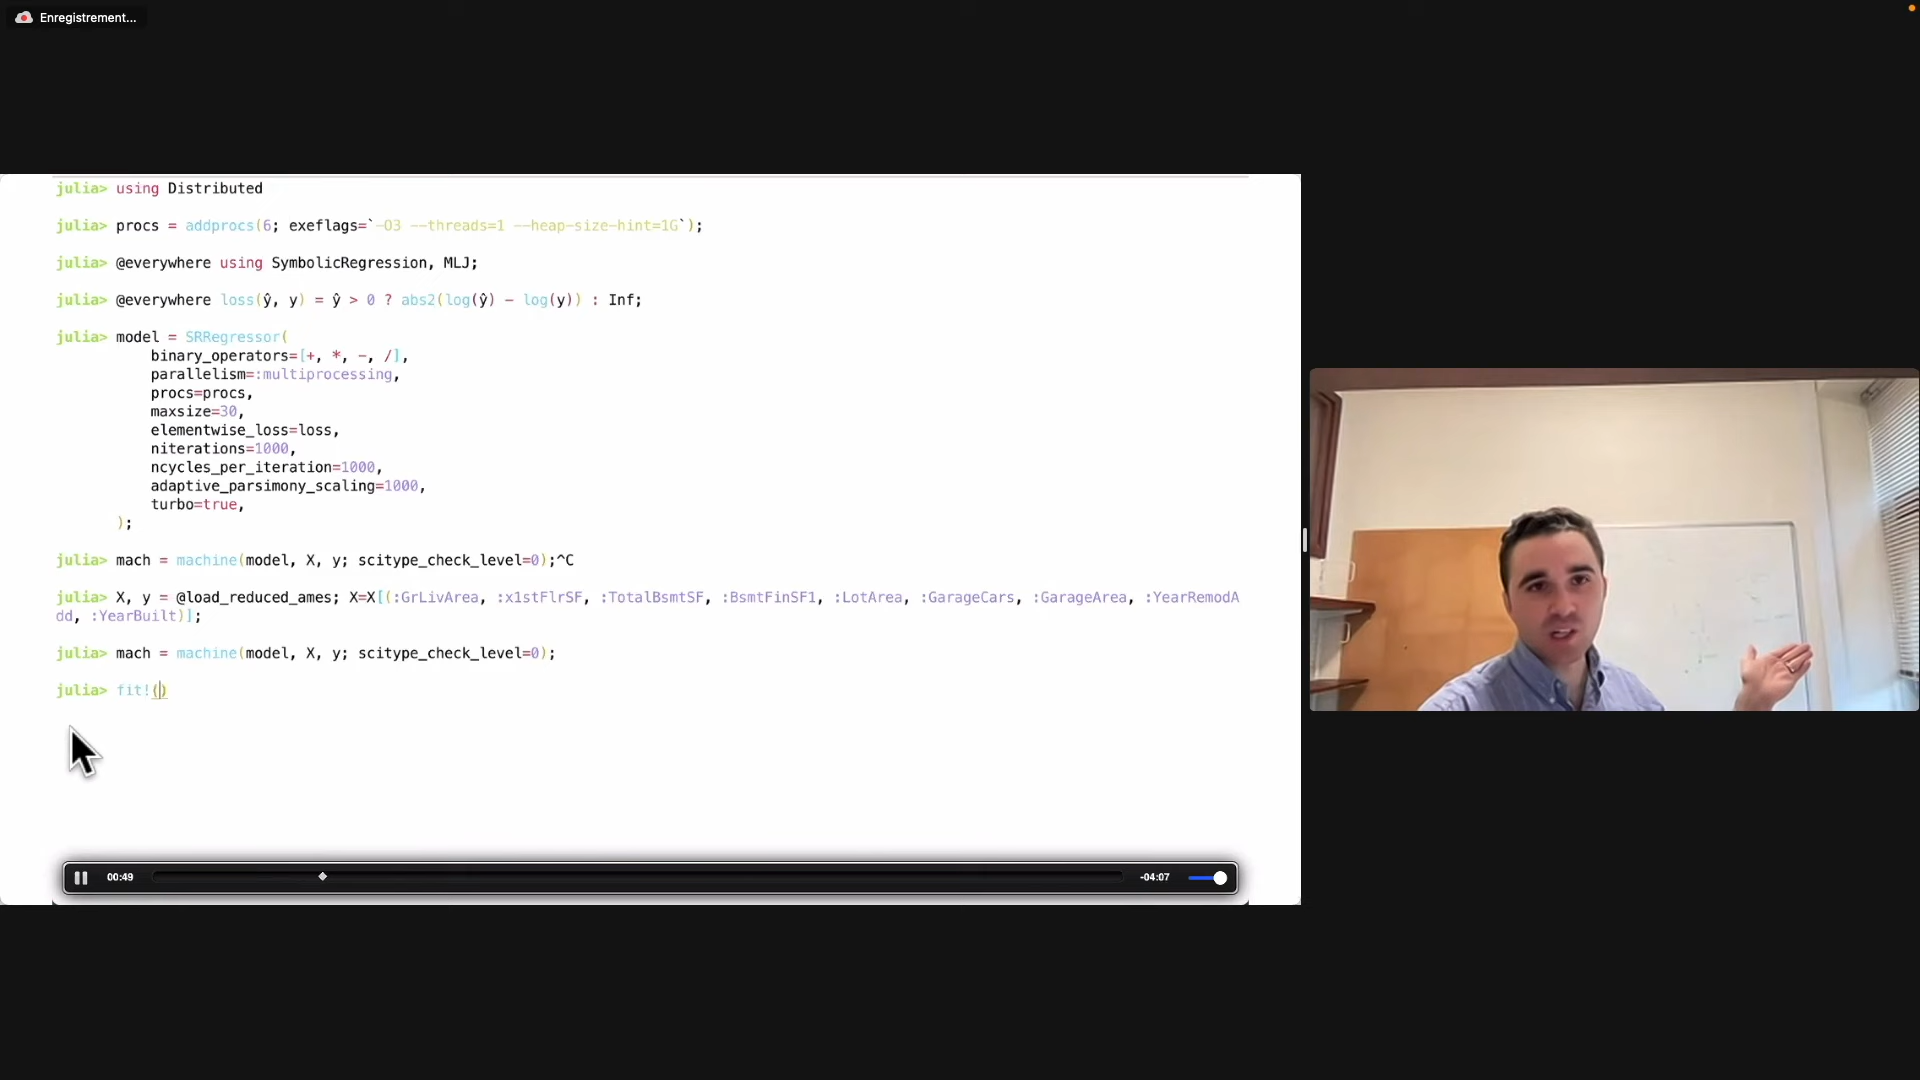 Enregistrement...
julia> using Distributed
julia> procs = addprocs(6; exeflags=`-O3 --threads=1 --heap-size-hint=1G`);
julia> @everywhere using SymbolicRegression, MLJ;
julia> @everywhere loss(ŷ, y) = ŷ > 0 ? abs2(log(ŷ) - log(y)) : Inf;
julia> model = SRRegressor(
binary_operators=[+, *, -, /],
parallelism=:multiprocessing,
procs=procs,
maxsize=30,
elementwise_loss=loss,
niterations=1000,
ncycles_per_iteration=1000,
adaptive_parsimony_scaling=1000,
turbo=true,
);
julia> mach = machine(model, X, y; scitype_check_level=0);^C
julia> X, y = @load_reduced_ames; X=X[(:GrLivArea, :x1stFlrSF, :TotalBsmtSF, :BsmtFinSF1, :LotArea, :GarageCars, :GarageArea, :YearRemodA
dd, :YearBuilt)];
julia> mach = machine(model, X, y; scitype_check_level=0);
julia> fit!()
00:49
-04:07